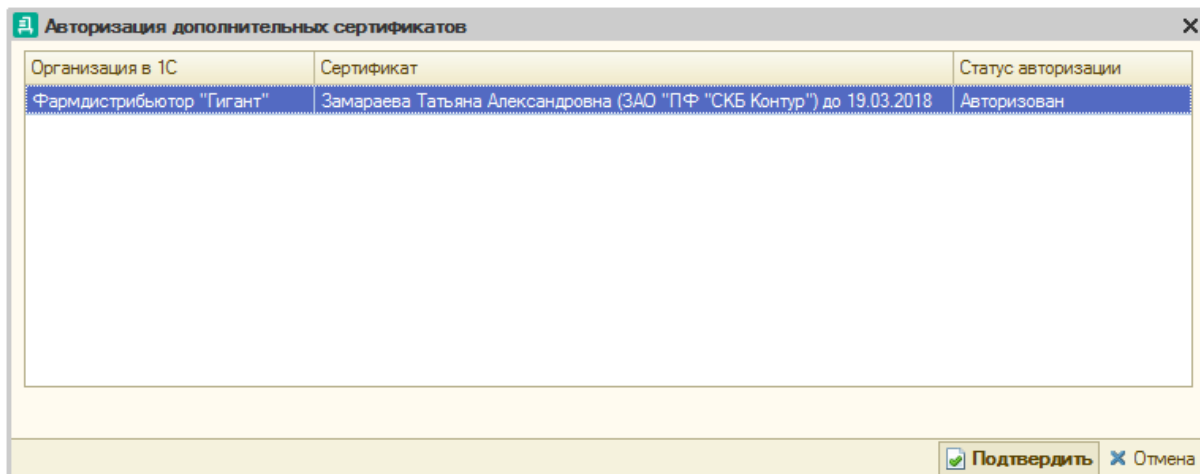 Авторизация дополнительных сертификатов
Организация в 1С Сертификат Статус авторизации
Фармдистрибьютор "Гигант" Замараева Татьяна Александровна (ЗАО "ПФ "СКБ Контур") до 19.03.2018 Авторизован
Подтвердить Отмена